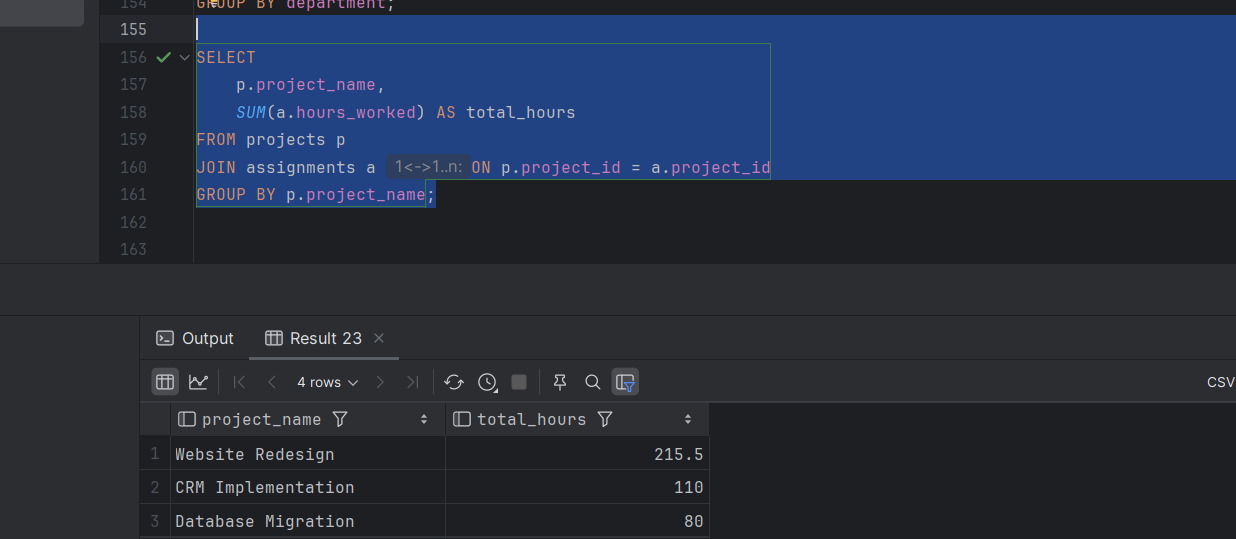 154 GROUP BY department;
155
156 SELECT
157 p.project_name,
158 SUM(a.hours_worked) AS total_hours
159 FROM projects p
160 JOIN assignments a 1<->1..n: ON p.project_id = a.project_id
161 GROUP BY p.project_name;
162
163
Output Result 23
4 rows CSV
project_name total_hours
1 Website Redesign 215.5
2 CRM Implementation 110
3 Database Migration 80